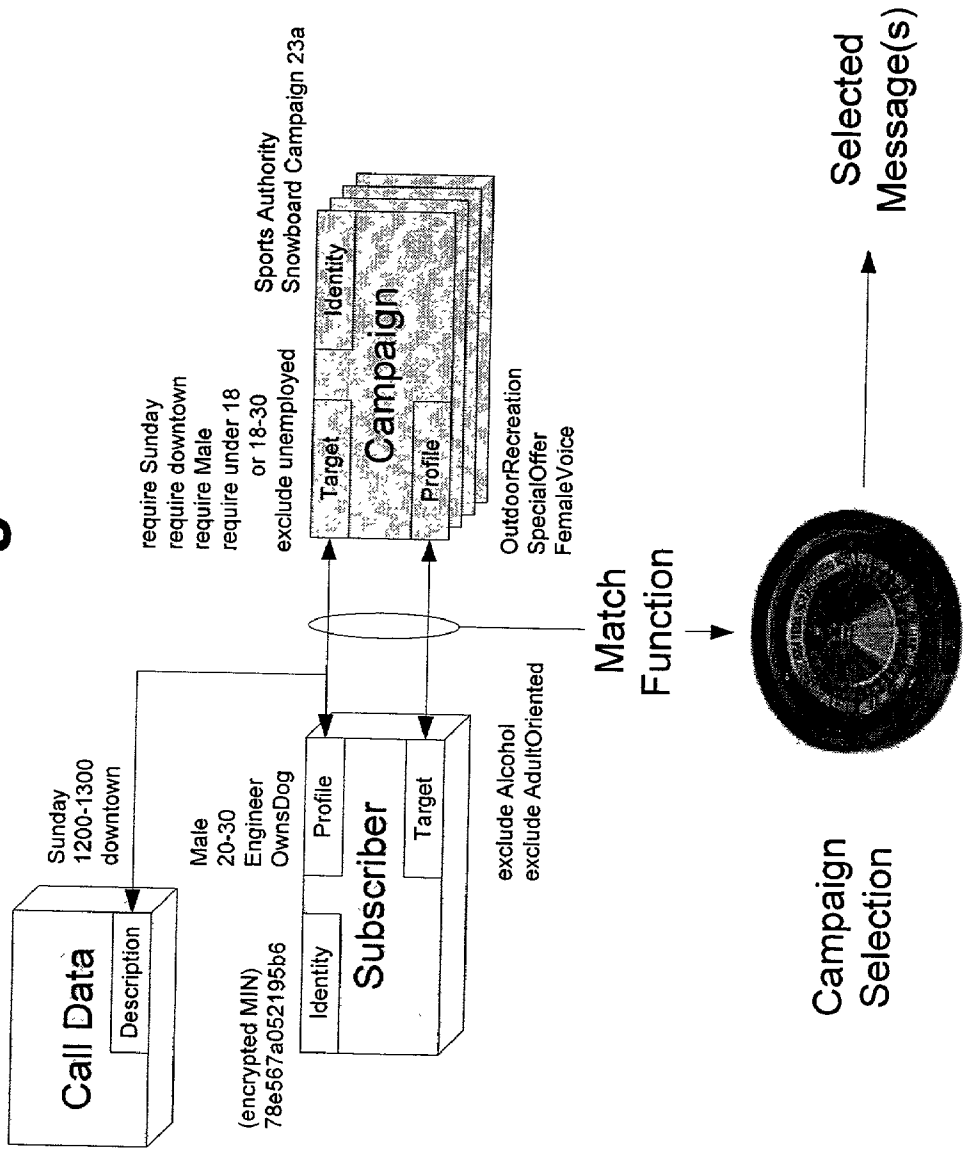 Call Data
Description
Sunday
1200-1300
downtown
(encrypted MIN)
78e567a052195b6
Identity
Subscriber
Profile
Target
Male
20-30
Engineer
OwnsDog
exclude Alcohol
exclude AdultOriented
require Sunday
require downtown
require Male
require under 18
or 18-30
exclude unemployed
Sports Authority
Snowboard Campaign 23a
Target
Identity
Campaign
Profile
OutdoorRecreation
SpecialOffer
FemaleVoice
Match
Function
Campaign
Selection
Selected
Message(s)